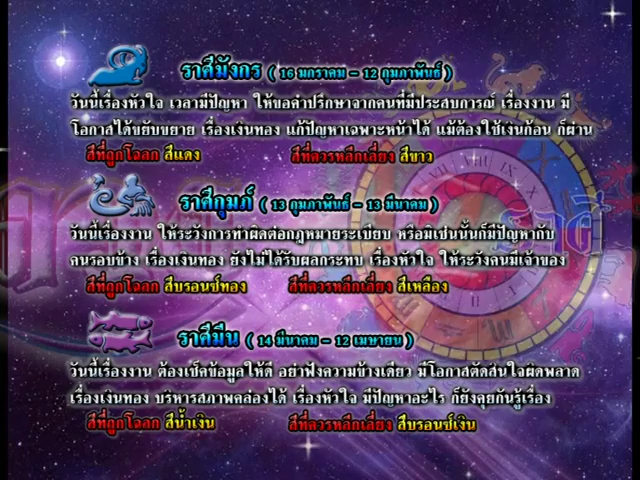 ราศีมังกร ( 16 มกราคม - 12 กุมภาพันธ์ )
วันนี้เรื่องหัวใจ เวลามีปัญหา ให้ขอคำปรึกษาจากคนที่มีประสบการณ์ เรื่องงาน มี
โอกาสได้ขยับขยาย เรื่องเงินทอง แก้ปัญหาเฉพาะหน้าได้ แม้ต้องใช้เงินก้อน ก็ผ่าน
สีที่ถูกโฉลก สีแดง สีที่ควรหลีกเลี่ยง สีขาว
ราศีกุมภ์ ( 13 กุมภาพันธ์ - 13 มีนาคม )
วันนี้เรื่องงาน ให้ระวังการทำผิดต่อกฎหมายระเบียบ หรือมิเช่นนั้นก็มีปัญหากับ
คนรอบข้าง เรื่องเงินทอง ยังไม่ได้รับผลกระทบ เรื่องหัวใจ ให้ระวังคนมีเจ้าของ
สีที่ถูกโฉลก สีบรอนซ์ทอง สีที่ควรหลีกเลี่ยง สีเหลือง
ราศีมีน ( 14 มีนาคม - 12 เมษายน )
วันนี้เรื่องงาน ต้องเช็คข้อมูลให้ดี อย่าฟังความข้างเดียว มีโอกาสตัดสินใจผิดพลาด
เรื่องเงินทอง บริหารสภาพคล่องได้ เรื่องหัวใจ มีปัญหาอะไร ก็ยังคุยกันรู้เรื่อง
สีที่ถูกโฉลก สีน้ำเงิน สีที่ควรหลีกเลี่ยง สีบรอนซ์เงิน